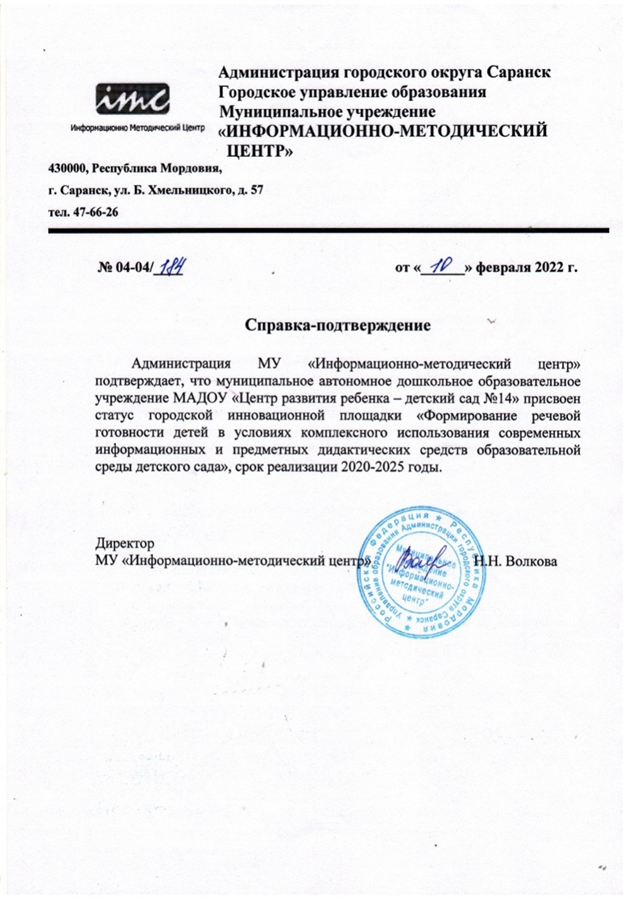 Администрация городского округа Саранск
Городское управление образования
Муниципальное учреждение
«ИНФОРМАЦИОННО-МЕТОДИЧЕСКИЙ
ЦЕНТР»
imc
Информационно Методический Центр
430000, Республика Мордовия,
г. Саранск, ул. Б. Хмельницкого, д. 57
тел. 47-66-26
№ 04-04/184 от «10» февраля 2022 г.
Справка-подтверждение
Администрация МУ «Информационно-методический центр»
подтверждает, что муниципальное автономное дошкольное образовательное
учреждение МАДОУ «Центр развития ребенка – детский сад №14» присвоен
статус городской инновационной площадки «Формирование речевой
готовности детей в условиях комплексного использования современных
информационных и предметных дидактических средств образовательной
среды детского сада», срок реализации 2020-2025 годы.
Директор
МУ «Информационно-методический центр» Н.Н. Волкова
Российская Федерация ★ Республика Мордовия ★
Управление образования Администрации городского округа Саранск ★
Муниципальное
учреждение
"Информационно-
методический
центр"